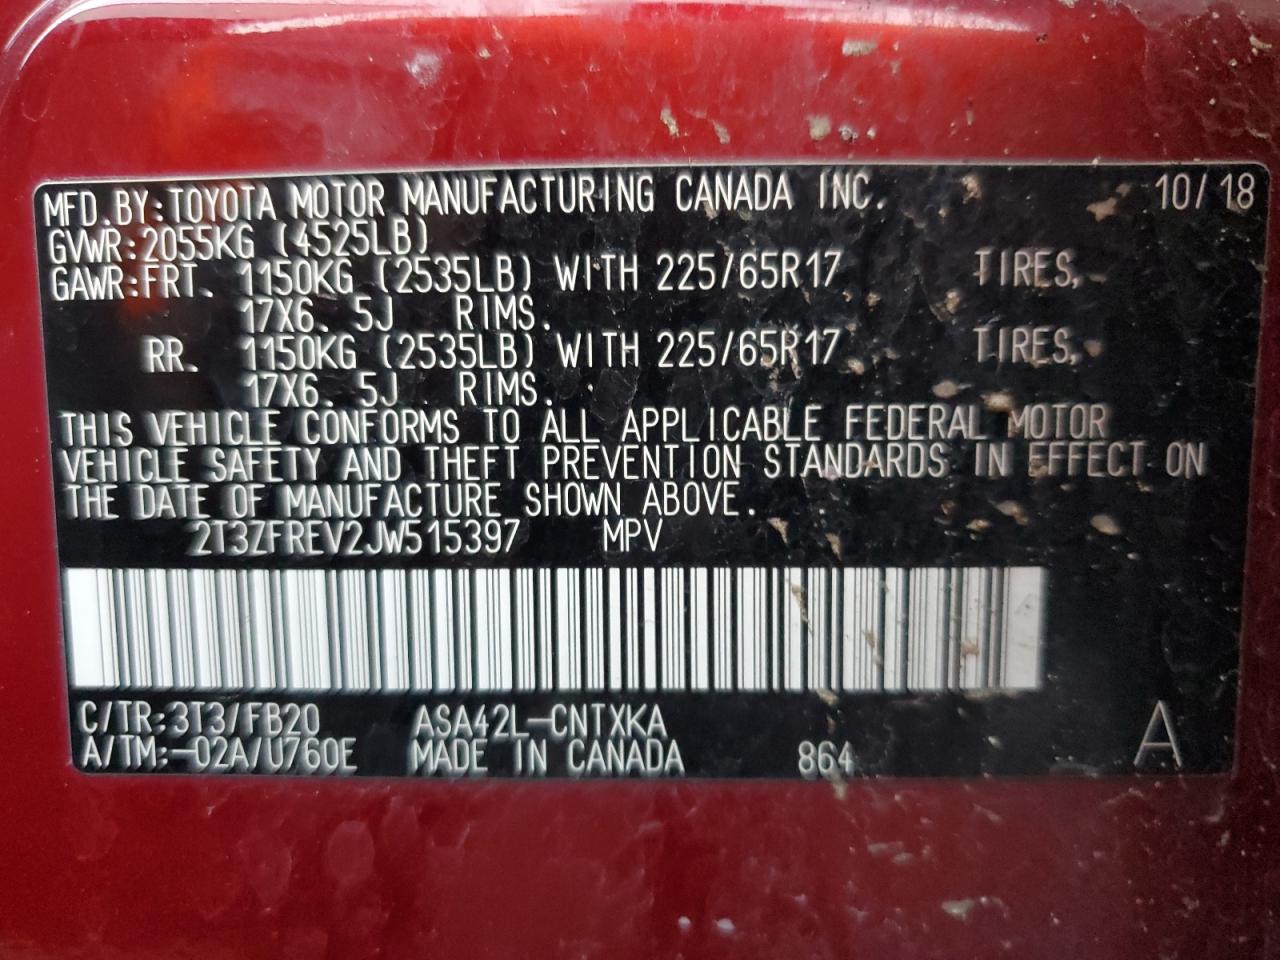 MFD.BY:TOYOTA MOTOR MANUFACTURING CANADA INC. 10/18
GVWR:2055KG (4525LB)
GAWR:FRT. 1150KG (2535LB) WITH 225/65R17 TIRES,
17X6.5J RIMS.
RR. 1150KG (2535LB) WITH 225/65R17 TIRES,
17X6.5J RIMS.
THIS VEHICLE CONFORMS TO ALL APPLICABLE FEDERAL MOTOR
VEHICLE SAFETY AND THEFT PREVENTION STANDARDS IN EFFECT ON
THE DATE OF MANUFACTURE SHOWN ABOVE.
2T3ZFREV2JW515397 MPV
C/TR:3T3/FB20 ASA42L-CNTXKA
A/TM:-02A/U760E MADE IN CANADA 864 A